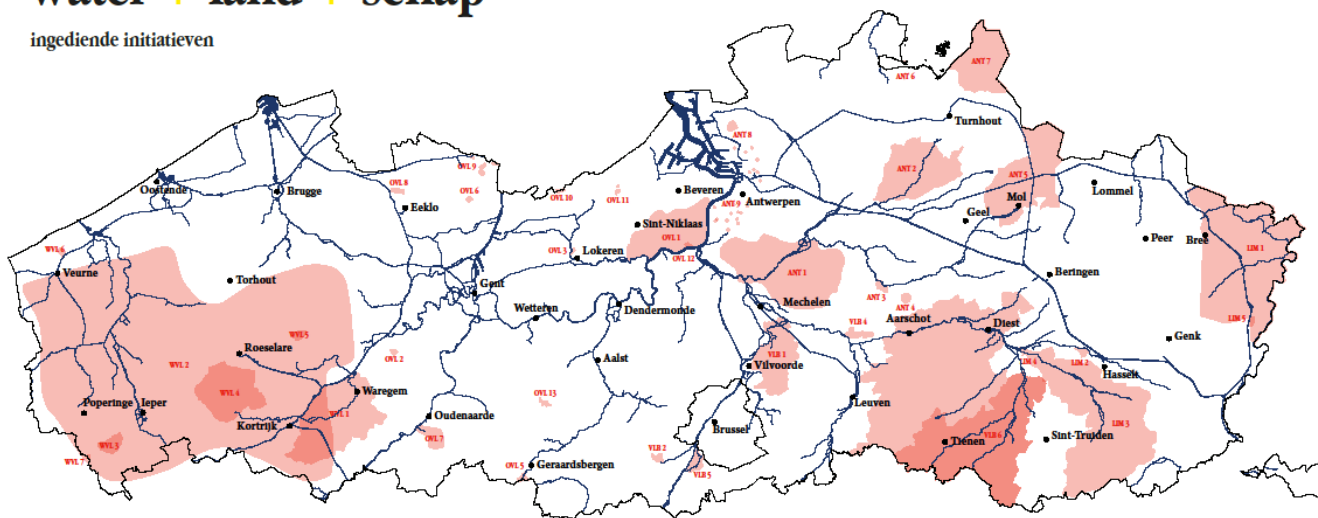 water + land + schap
ingediende initiatieven
ANT 7
ANT 6
Turnhout
ANT 8
OVL 9
OVL 8
OVL 6
OVL 10
OVL 11
ANT 2
ANT 5
Lommel
Oostende
Brugge
Eeklo
Beveren
Antwerpen
ANT 9
Mol
Geel
Sint-Niklaas
OVL 1
Peer
Bree
LIM 1
WVL 6
Veurne
Torhout
OVL 3
Lokeren
OVL 12
ANT 1
Beringen
Gent
Wetteren
Dendermonde
Mechelen
ANT 3
ANT 4
VLB 4
Aarschot
Diest
LIM 5
Genk
WVL 5
Roeselare
WVL 2
OVL 2
Aalst
VLB 1
Vilvoorde
LIM 4
LIM 2
Hasselt
WVL 4
Waregem
OVL 13
Leuven
Poperinge
Ieper
WVL 1
Kortrijk
Oudenaarde
Brussel
LIM 3
WVL 3
OVL 7
Tienen
VLB 6
Sint-Truiden
WVL 7
OVL 5
Geraardsbergen
VLB 2
VLB 5